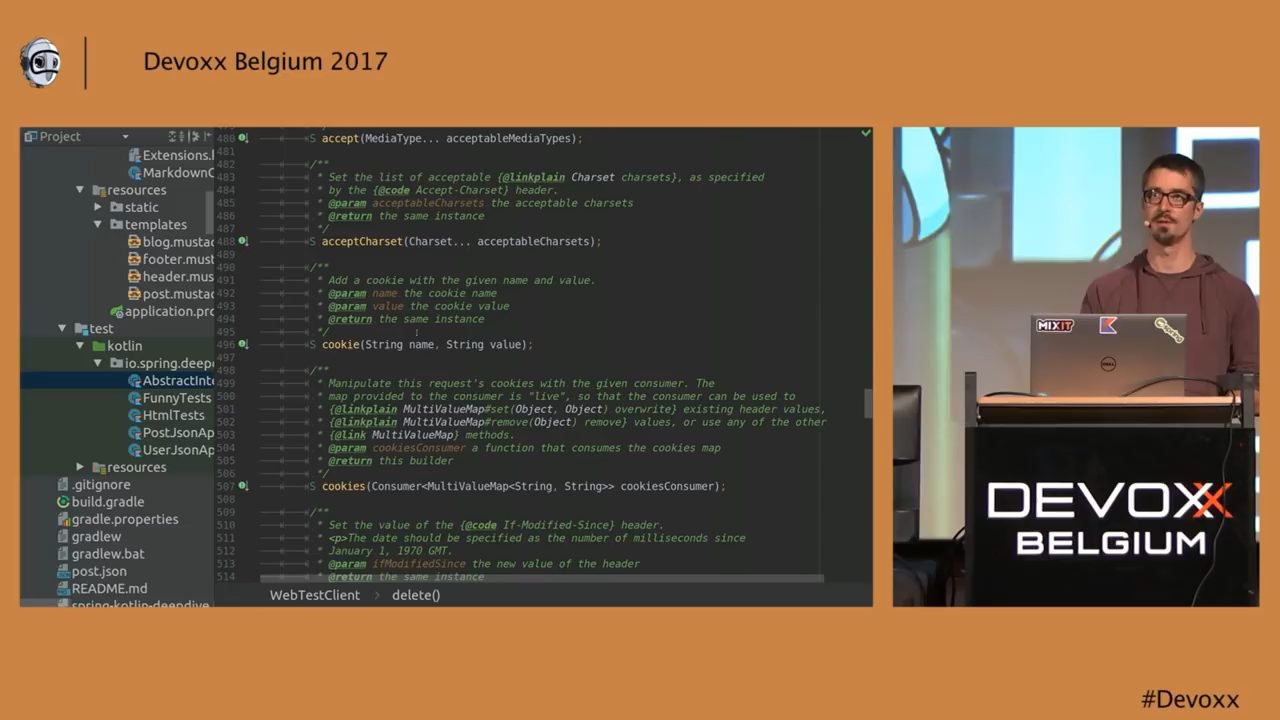 Devoxx Belgium 2017
Project
Extensions.
MarkdownC
resources
static
templates
blog.mustac
footer.must
header.mus
post.mustac
application.pro
test
kotlin
io.spring.deepd
AbstractInte
FunnyTests
HtmlTests
PostJsonAp
UserJsonAp
resources
.gitignore
build.gradle
gradle.properties
gradlew
gradlew.bat
post.json
README.md
spring-kotlin-deepdive
480 S accept(MediaType... acceptableMediaTypes);
481
482 /**
483 * Set the list of acceptable {@linkplain Charset charsets}, as specified
484 * by the {@code Accept-Charset} header.
485 * @param acceptableCharsets the acceptable charsets
486 * @return the same instance
487 */
488 S acceptCharset(Charset... acceptableCharsets);
489
490 /**
491 * Add a cookie with the given name and value.
492 * @param name the cookie name
493 * @param value the cookie value
494 * @return the same instance
495 */
496 S cookie(String name, String value);
497
498 /**
499 * Manipulate this request's cookies with the given consumer. The
500 * map provided to the consumer is "live", so that the consumer can be used to
501 * {@linkplain MultiValueMap#set(Object, Object) overwrite} existing header values,
502 * {@linkplain MultiValueMap#remove(Object) remove} values, or use any of the other
503 * {@link MultiValueMap} methods.
504 * @param cookiesConsumer a function that consumes the cookies map
505 * @return this builder
506 */
507 S cookies(Consumer<MultiValueMap<String, String>> cookiesConsumer);
508
509 /**
510 * Set the value of the {@code If-Modified-Since} header.
511 * <p>The date should be specified as the number of milliseconds since
512 * January 1, 1970 GMT.
513 * @param ifModifiedSince the new value of the header
514 * @return the same instance
WebTestClient > delete()
MIXIT
spring
DELL
DEVOXX
BELGIUM
#Devoxx